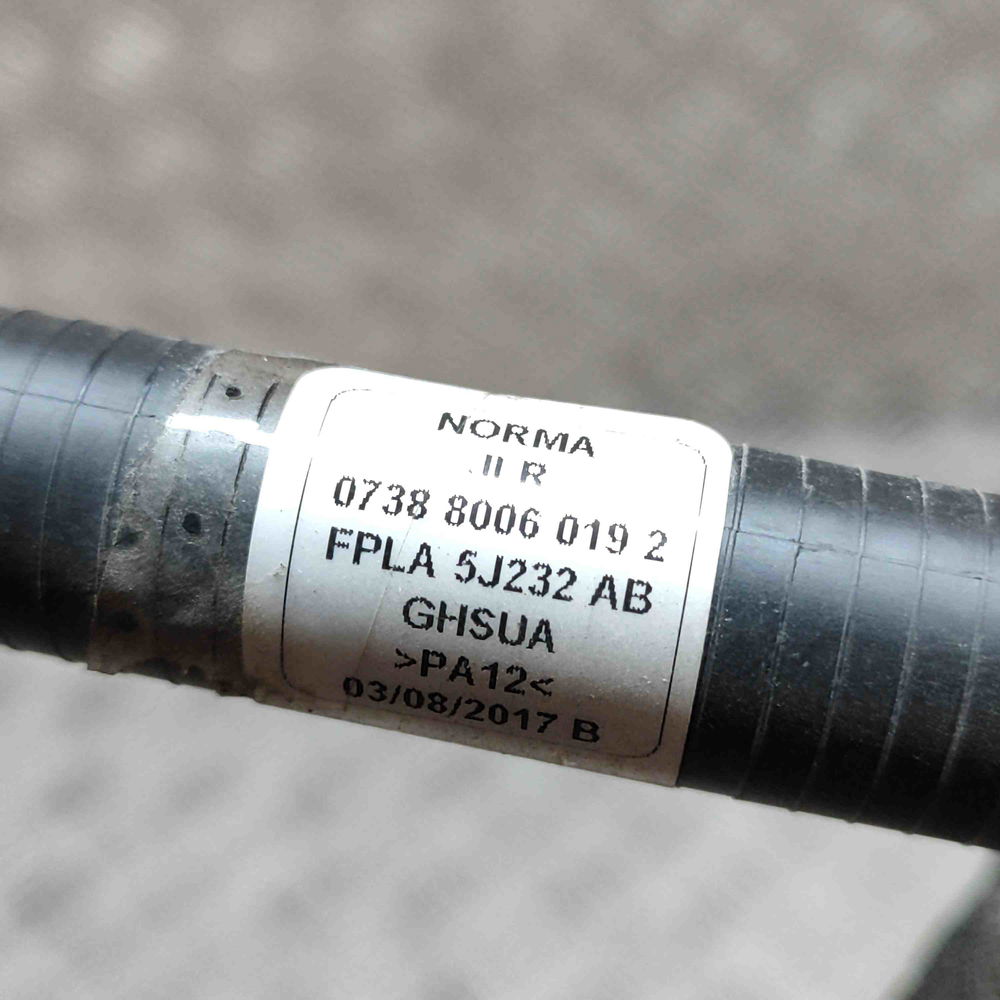 NORMA
II R
0738 8006 019 2
FPLA 5J232 AB
GHSUA
>PA12<
03/08/2017 B